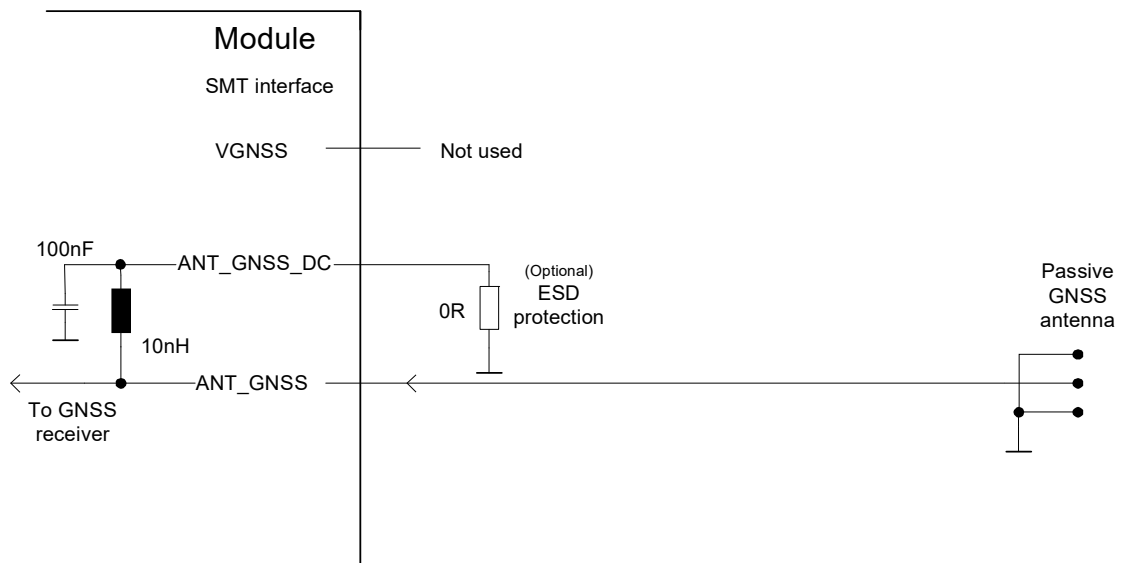 Module
SMT interface
VGNSS
Not used
100nF
ANT_GNSS_DC
(Optional)
ESD
protection
0R
Passive
GNSS
antenna
10nH
ANT_GNSS
To GNSS
receiver